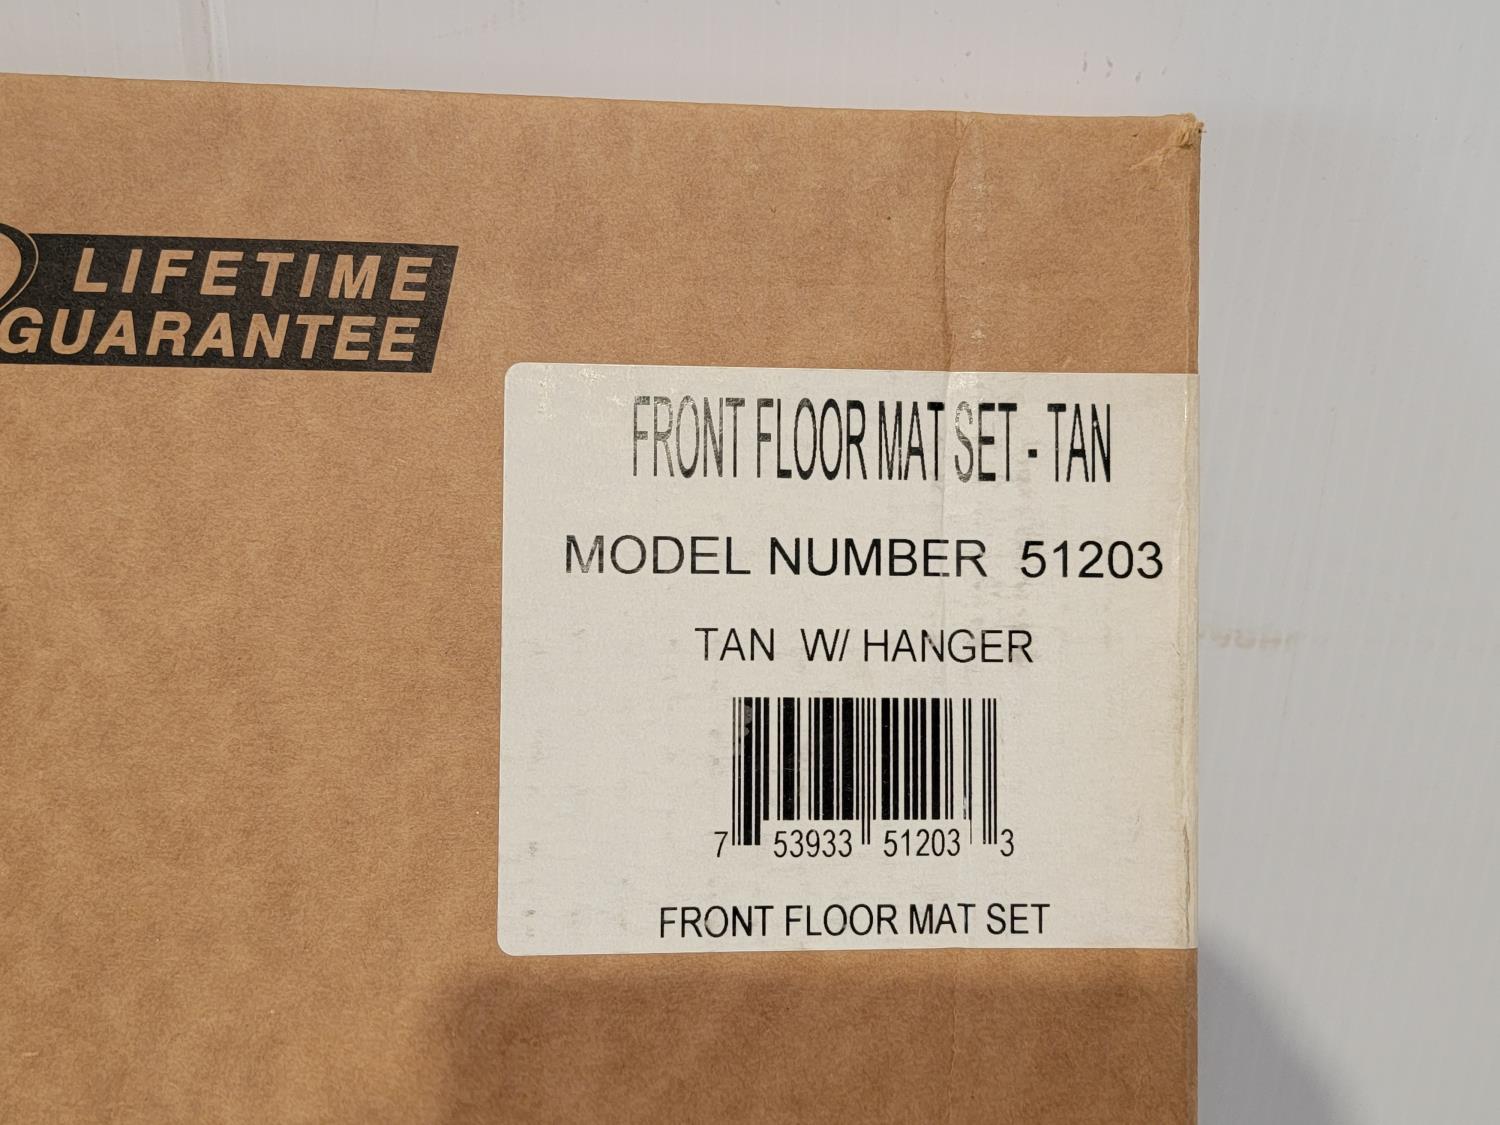 LIFETIME
GUARANTEE
FRONT FLOOR MAT SET - TAN
MODEL NUMBER 51203
TAN W/ HANGER
7 53933 51203 3
FRONT FLOOR MAT SET